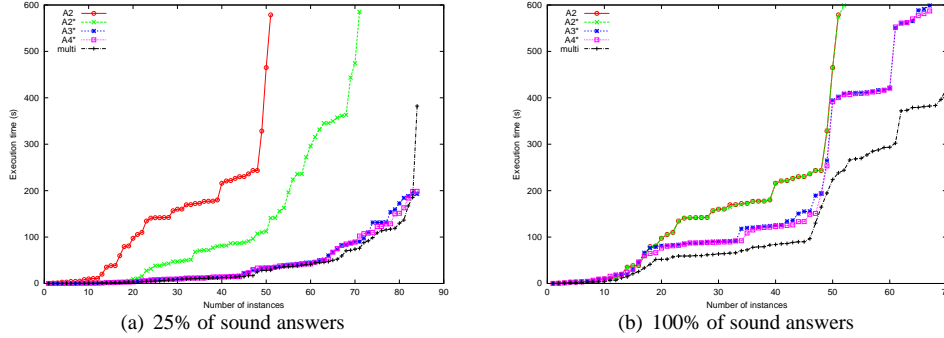 600
500
400
300
200
100
0
Execution time (s)
A2
A2*
A3*
A4*
multi
0 10 20 30 40 50 60 70 80 90
Number of instances
(a) 25% of sound answers
600
500
400
300
200
100
0
Execution time (s)
A2
A2*
A3*
A4*
multi
0 10 20 30 40 50 60 70
Number of instances
(b) 100% of sound answers